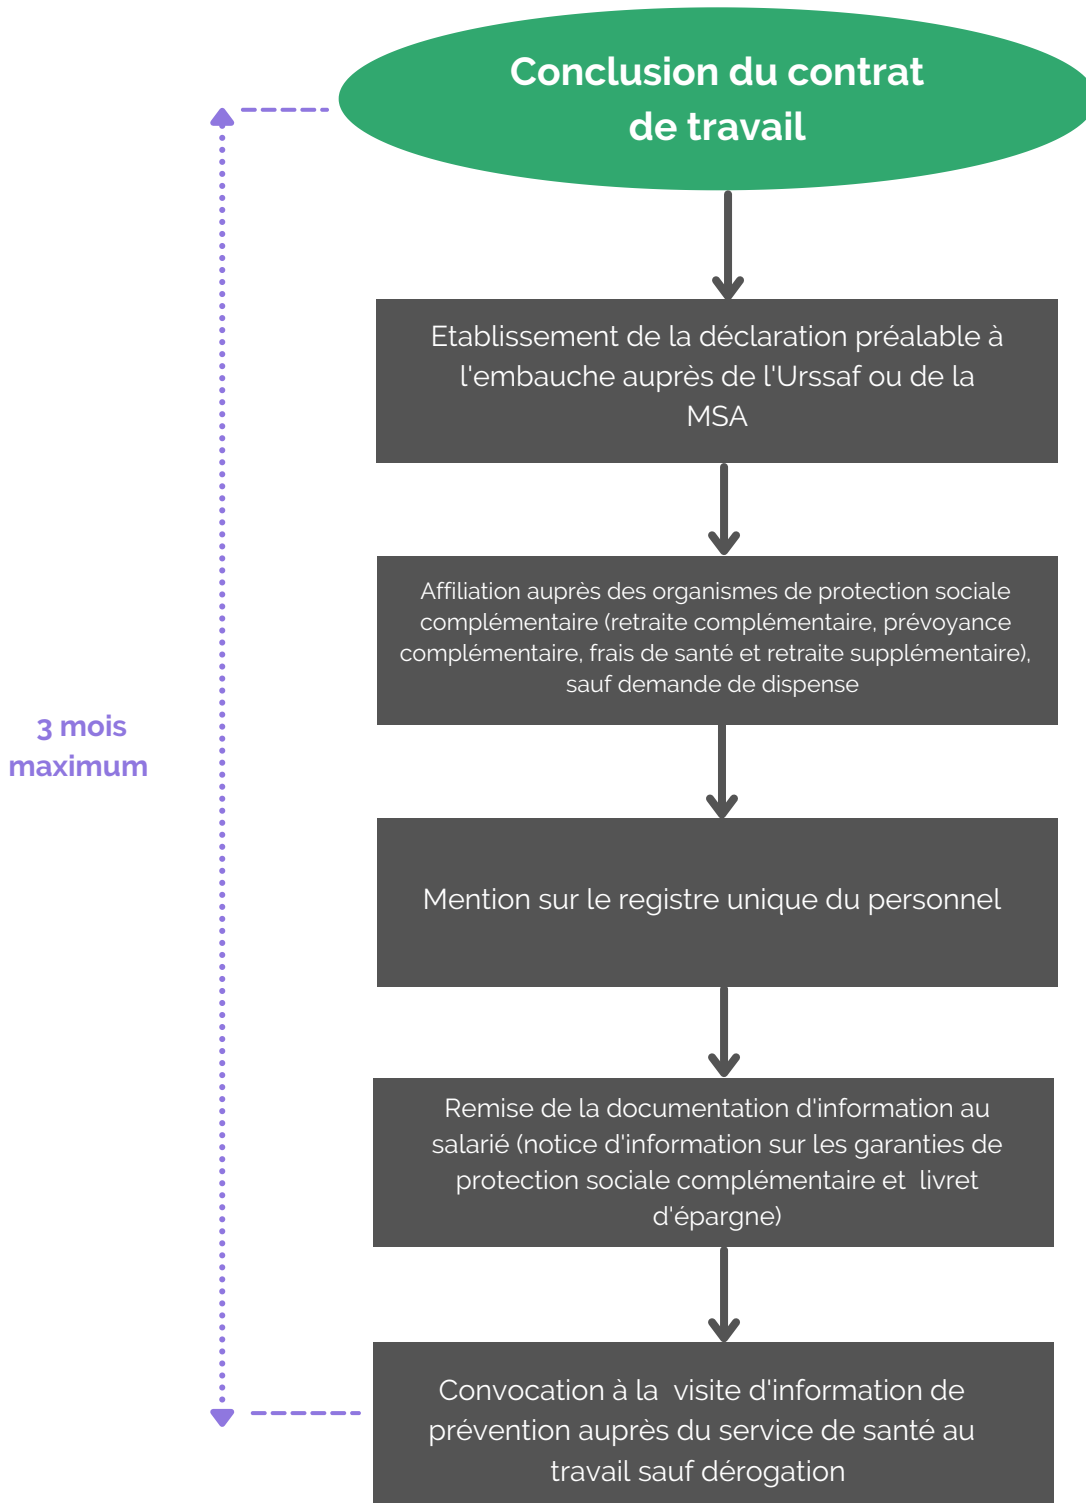 Conclusion du contrat
de travail
Etablissement de la déclaration préalable à
l'embauche auprès de l'Urssaf ou de la
MSA
Affiliation auprès des organismes de protection sociale
complémentaire (retraite complémentaire, prévoyance
complémentaire, frais de santé et retraite supplémentaire),
sauf demande de dispense
3 mois
maximum
Mention sur le registre unique du personnel
Remise de la documentation d'information au
salarié (notice d'information sur les garanties de
protection sociale complémentaire et livret
d'épargne)
Convocation à la visite d'information de
prévention auprès du service de santé au
travail sauf dérogation